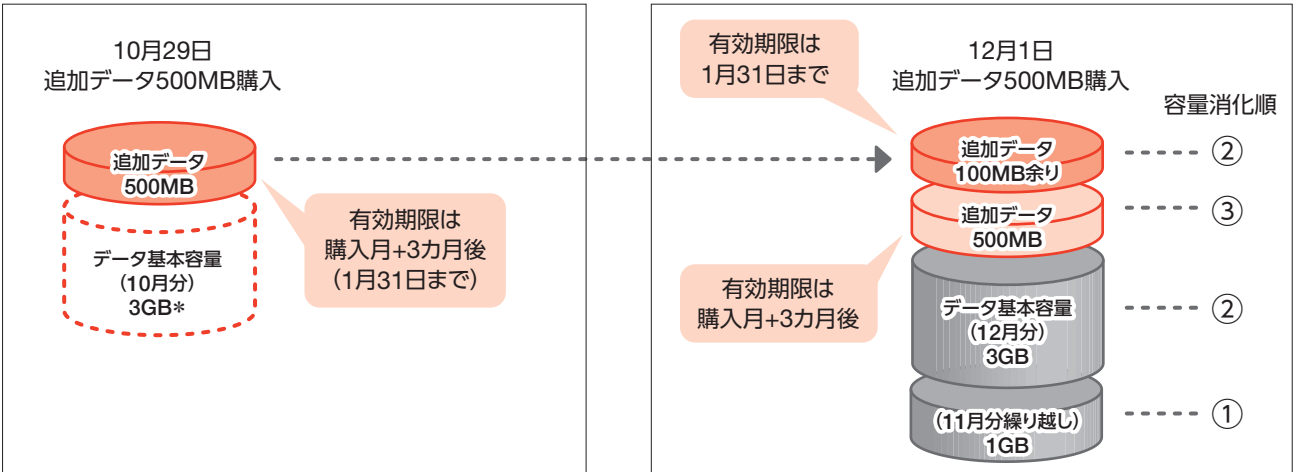 10月29日
追加データ500MB購入
追加データ
500MB
データ基本容量
(10月分)
3GB*
有効期限は
購入月+3カ月後
(1月31日まで)
有効期限は
1月31日まで
12月1日
追加データ500MB購入
容量消化順
追加データ
100MB余り
②
追加データ
500MB
③
有効期限は
購入月+3カ月後
データ基本容量
(12月分)
3GB
②
(11月分繰り越し)
1GB
①